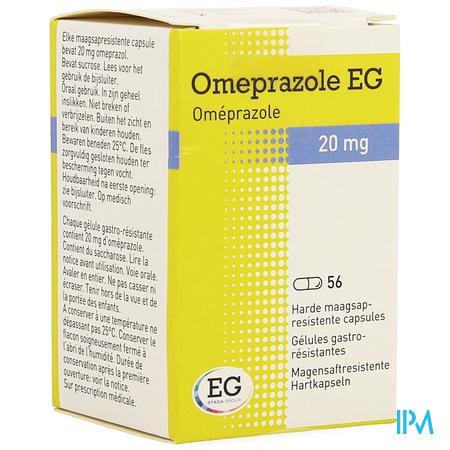 Elke maagsapresistente capsule
bevat 20 mg omeprazol.
Bevat sucrose. Lees voor het
gebruik de bijsluiter.
Oraal gebruik. In zijn geheel
inslikken. Niet breken of
verbrijzelen. Buiten het zicht en
bereik van kinderen houden.
Bewaren beneden 25°C. De fles
zorgvuldig gesloten houden ter
bescherming tegen vocht.
Houdbaarheid na eerste opening:
zie bijsluiter. Op medisch
voorschrift.
Chaque gélule gastro-résistante
contient 20 mg d'oméprazole.
Contient du saccharose. Lire la
notice avant utilisation. Voie orale.
Avaler en entier. Ne pas casser ni
écraser. Tenir hors de la vue et de
la portée des enfants.
A conserver à une température ne
dépassant pas 25°C. Conserver le
flacon soigneusement fermé à
l'abri de l'humidité. Durée de
conservation après la première
ouverture: voir la notice.
Sur prescription médicale.
Omeprazole EG
Oméprazole
20 mg
56
Harde maagsap-
resistente capsules
Gélules gastro-
résistantes
Magensaftresistente
Hartkapseln
EG
STADA GROUP
IPM